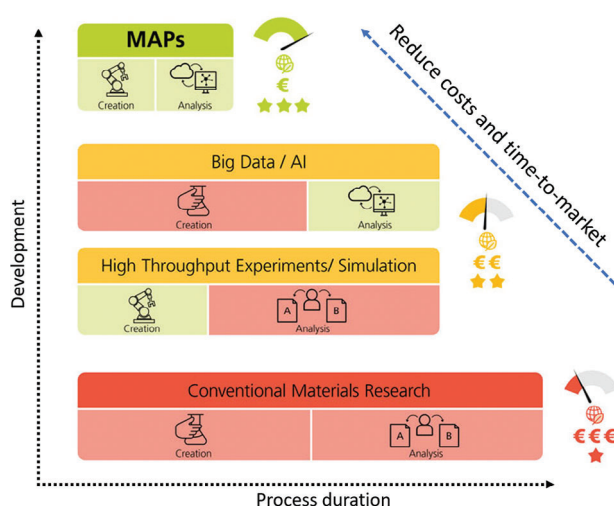 MAPs
Creation
Analysis
€
Reduce costs and time-to-market
Big Data / AI
Creation
Analysis
€€
High Throughput Experiments/ Simulation
Creation
A
B
Analysis
Conventional Materials Research
Creation
A
B
Analysis
€€€
Development
Process duration